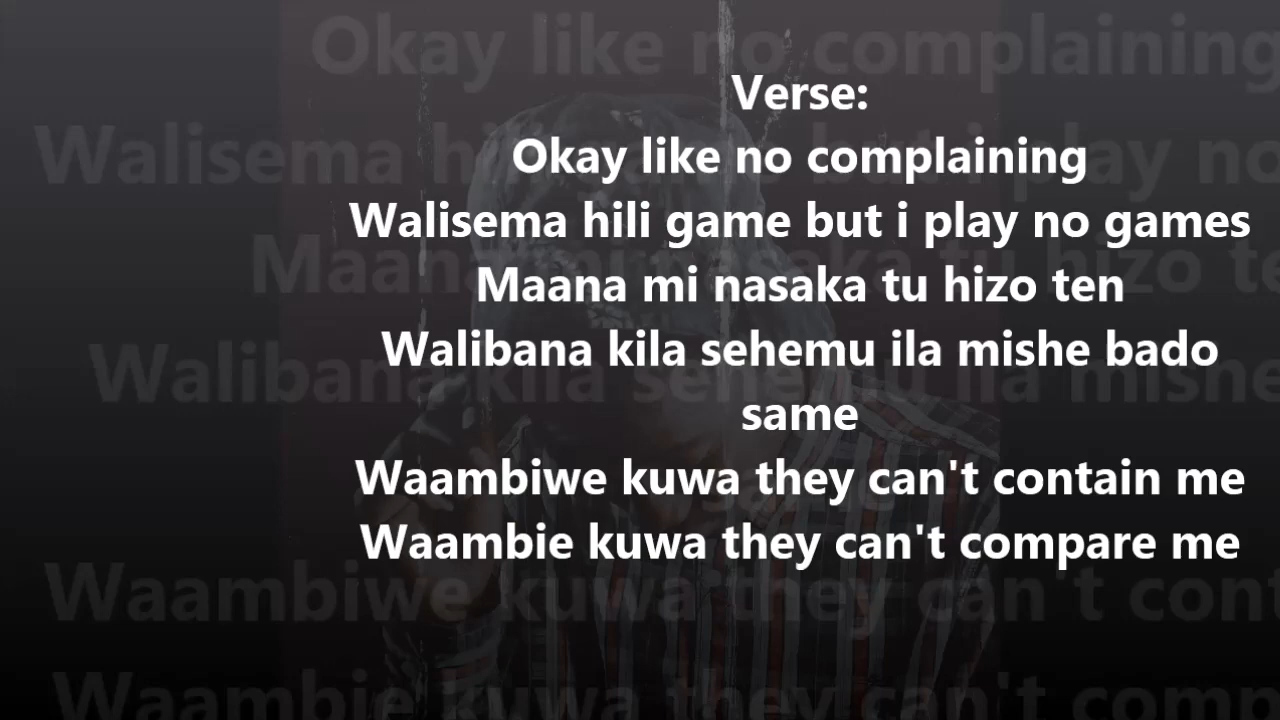 Verse:
Okay like no complaining
Walisema hili game but i play no games
Maana mi nasaka tu hizo ten
Walibana kila sehemu ila mishe bado
same
Waambiwe kuwa they can't contain me
Waambie kuwa they can't compare me